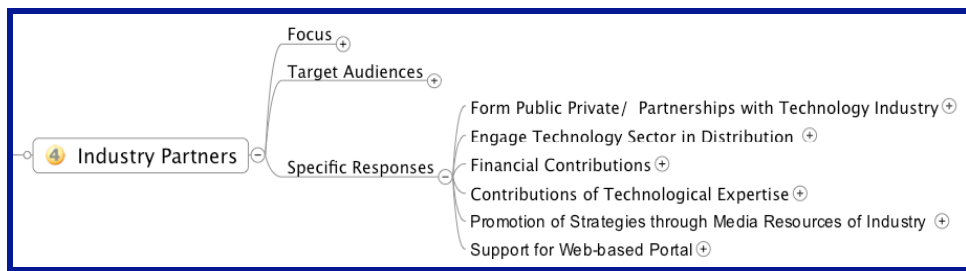 Focus
Target Audiences
4 Industry Partners
Specific Responses
Form Public Private/ Partnerships with Technology Industry
Engage Technology Sector in Distribution
Financial Contributions
Contributions of Technological Expertise
Promotion of Strategies through Media Resources of Industry
Support for Web-based Portal